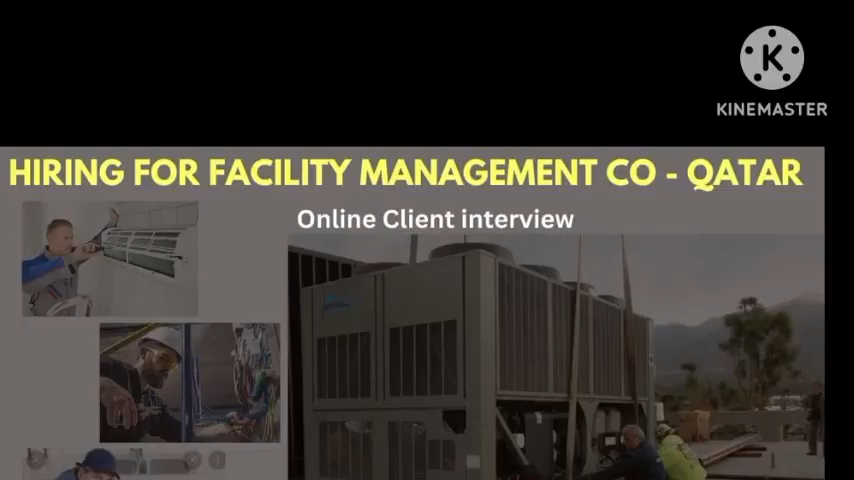 KINEMASTER
HIRING FOR FACILITY MANAGEMENT CO - QATAR
Online Client interview